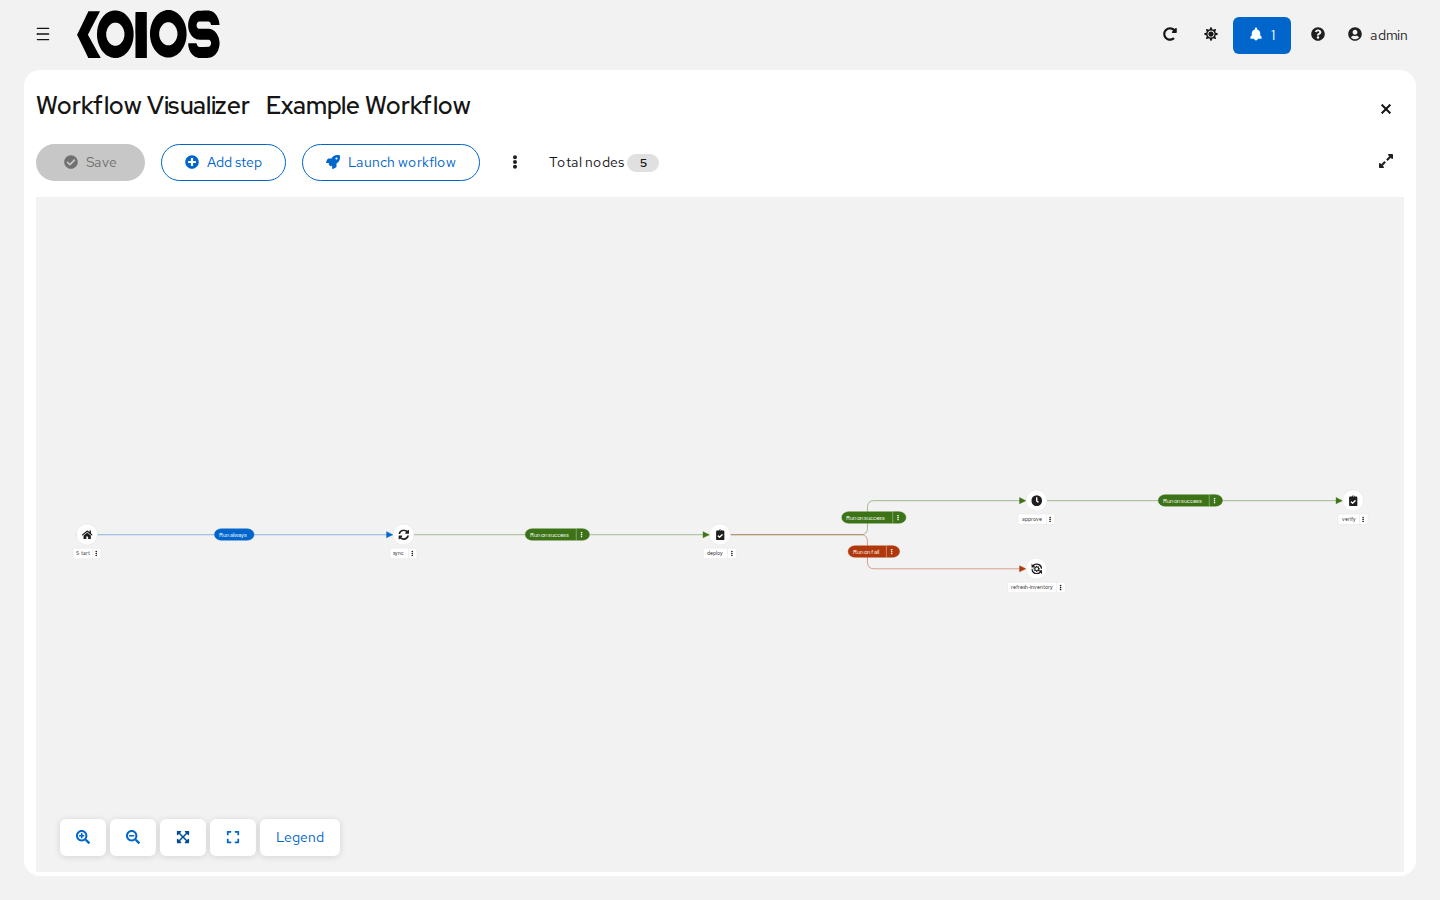 KOIOS
1
admin
Workflow Visualizer Example Workflow
Save
Add step
Launch workflow
Total nodes 5
Run on success
approve
Run on success
verify
Start
Run always
sync
Run on success
deploy
Run on fail
refresh-inventory
Legend